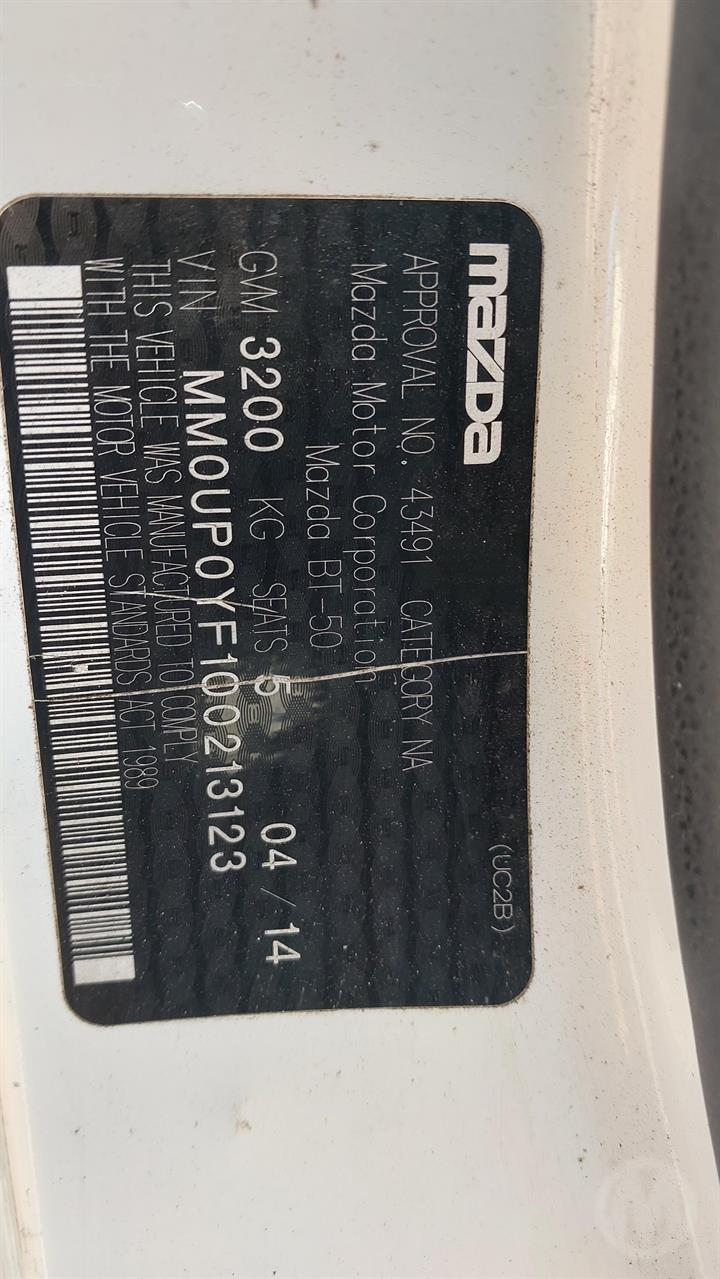 mazda (UC2B)
APPROVAL NO. 43491 CATEGORY NA
Mazda Motor Corporation
Mazda BT-50
GVM 3200 KG SEATS 5 04/14
VIN MM0UP0YF100213123
THIS VEHICLE WAS MANUFACTURED TO COMPLY
WITH THE MOTOR VEHICLE STANDARDS ACT 1989